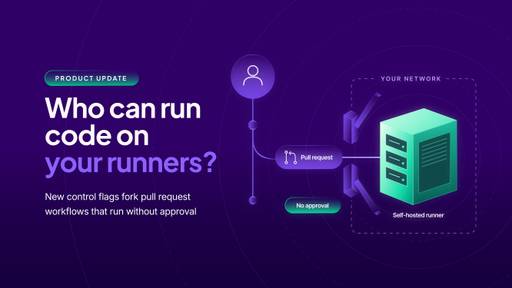 PRODUCT UPDATE
Who can run
code on
your runners?
New control flags fork pull request
workflows that run without approval
YOUR NETWORK
Pull request
No approval
Self-hosted runner